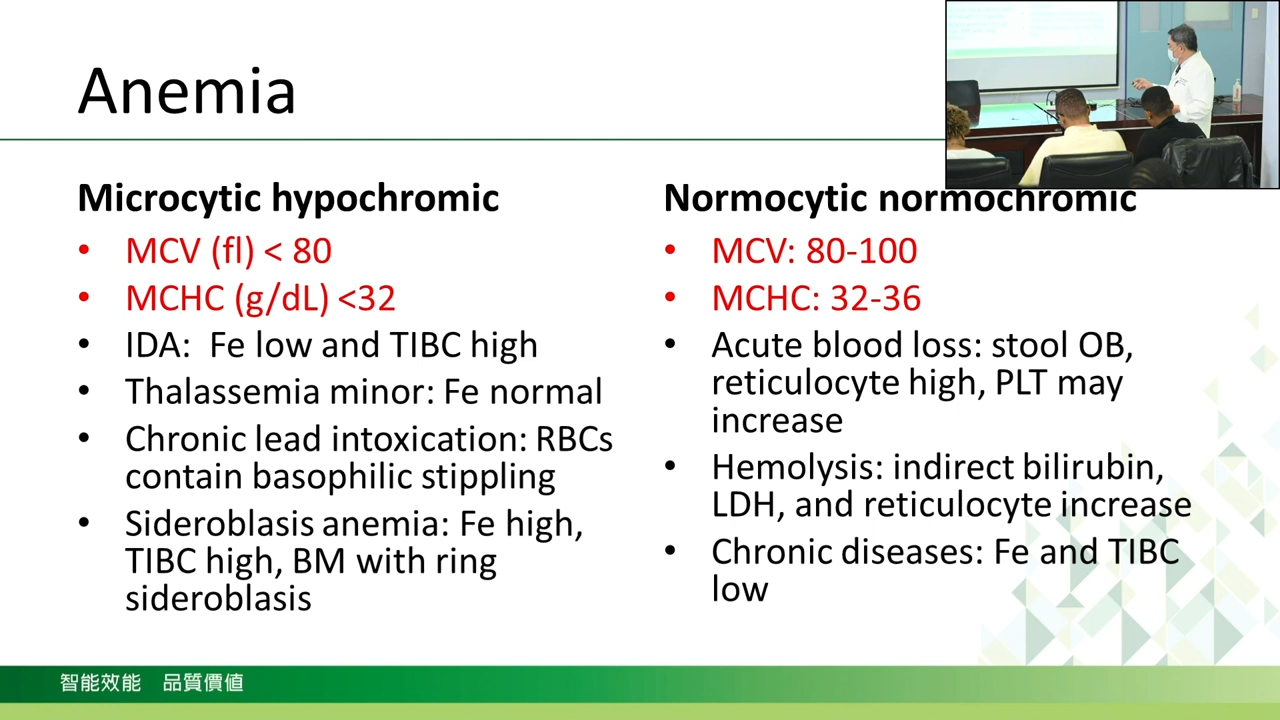 Anemia
Microcytic hypochromic
• MCV (fl) < 80
• MCHC (g/dL) <32
• IDA:  Fe low and TIBC high
• Thalassemia minor: Fe normal
• Chronic lead intoxication: RBCs
contain basophilic stippling
• Sideroblasis anemia: Fe high,
TIBC high, BM with ring
sideroblasis
Normocytic normochromic
• MCV: 80-100
• MCHC: 32-36
• Acute blood loss: stool OB,
reticulocyte high, PLT may
increase
• Hemolysis: indirect bilirubin,
LDH, and reticulocyte increase
• Chronic diseases: Fe and TIBC
low
智能效能 品質價值